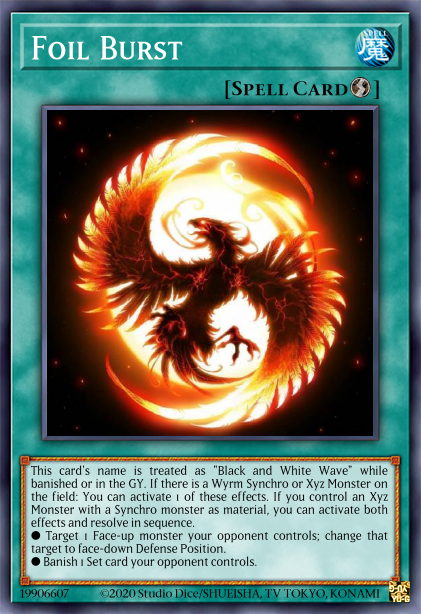 Foil Burst
SPELL
魔
[Spell Card]
This card's name is treated as "Black and White Wave" while
banished or in the GY. If there is a Wyrm Synchro or Xyz Monster on
the field: You can activate 1 of these effects. If you control an Xyz
Monster with a Synchro monster as material, you can activate both
effects and resolve in sequence.
● Target 1 Face-up monster your opponent controls; change that
target to face-down Defense Position.
● Banish 1 Set card your opponent controls.
19906607 ©2020 Studio Dice/SHUEISHA, TV TOKYO, KONAMI